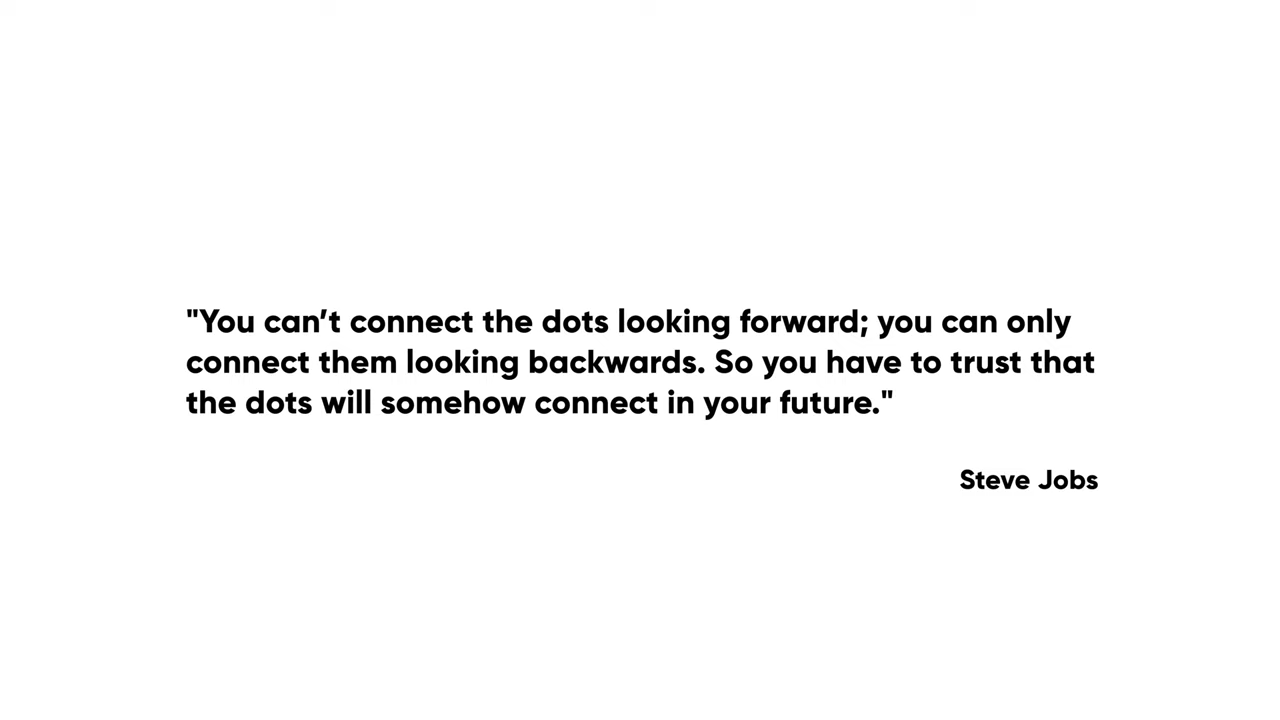 "You can’t connect the dots looking forward; you can only
connect them looking backwards. So you have to trust that
the dots will somehow connect in your future."
Steve Jobs